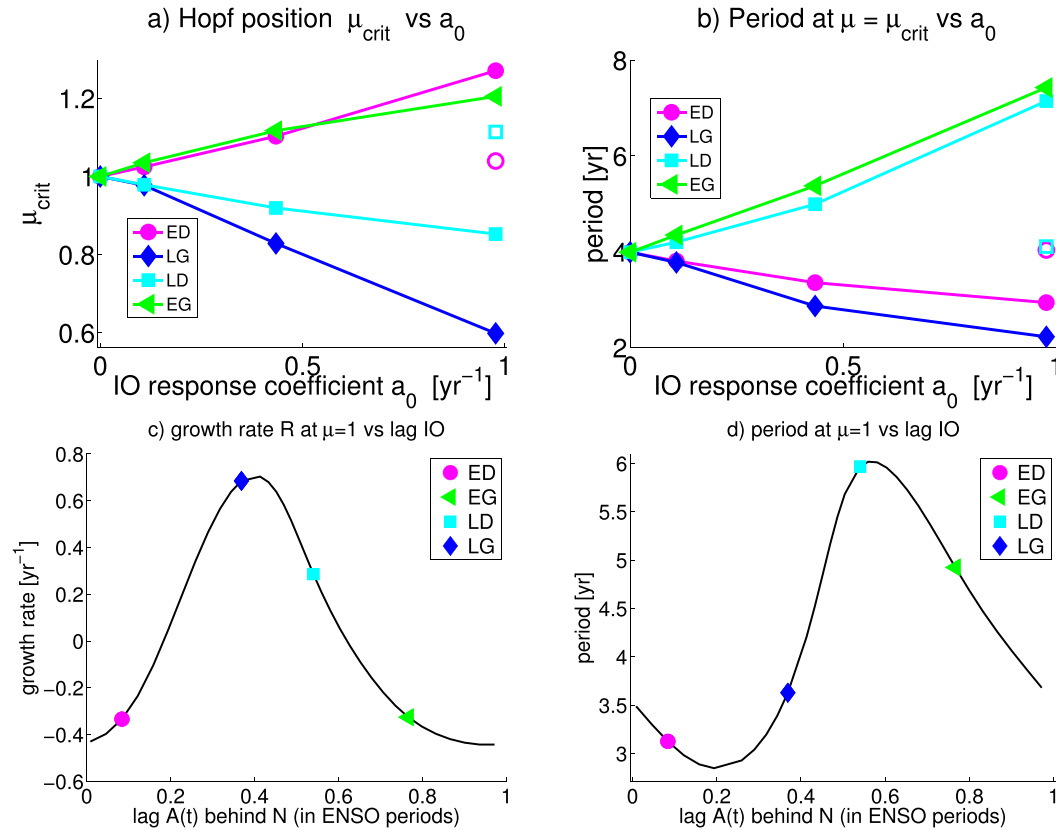 a) Hopf position μcrit vs a0
μcrit
1.2
1
0.8
0.6
0
0.5
1
IO response coefficient a0 [yr−1]
ED
LG
LD
EG
b) Period at μ = μcrit vs a0
period [yr]
8
6
4
2
0.5
1
IO response coefficient a0 [yr−1]
ED
LG
LD
EG
c) growth rate R at μ=1 vs lag IO
growth rate [yr−1]
0.8
0.6
0.4
0.2
0
−0.2
−0.4
−0.6
0
0.2
0.4
0.6
0.8
1
lag A(t) behind N (in ENSO periods)
ED
EG
LD
LG
d) period at μ=1 vs lag IO
period [yr]
6
5.5
5
4.5
4
3.5
3
0
0.2
0.4
0.6
0.8
1
lag A(t) behind N (in ENSO periods)
ED
EG
LD
LG